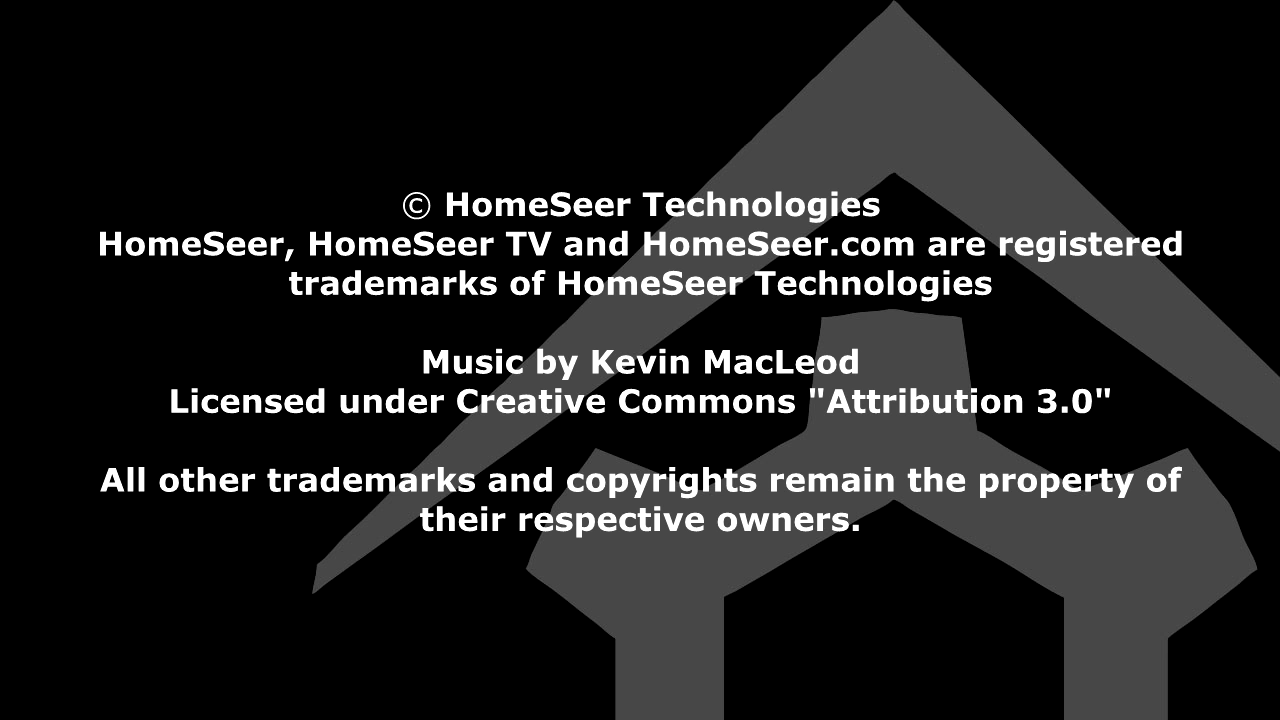 © HomeSeer Technologies
HomeSeer, HomeSeer TV and HomeSeer.com are registered
trademarks of HomeSeer Technologies
Music by Kevin MacLeod
Licensed under Creative Commons "Attribution 3.0"
All other trademarks and copyrights remain the property of
their respective owners.